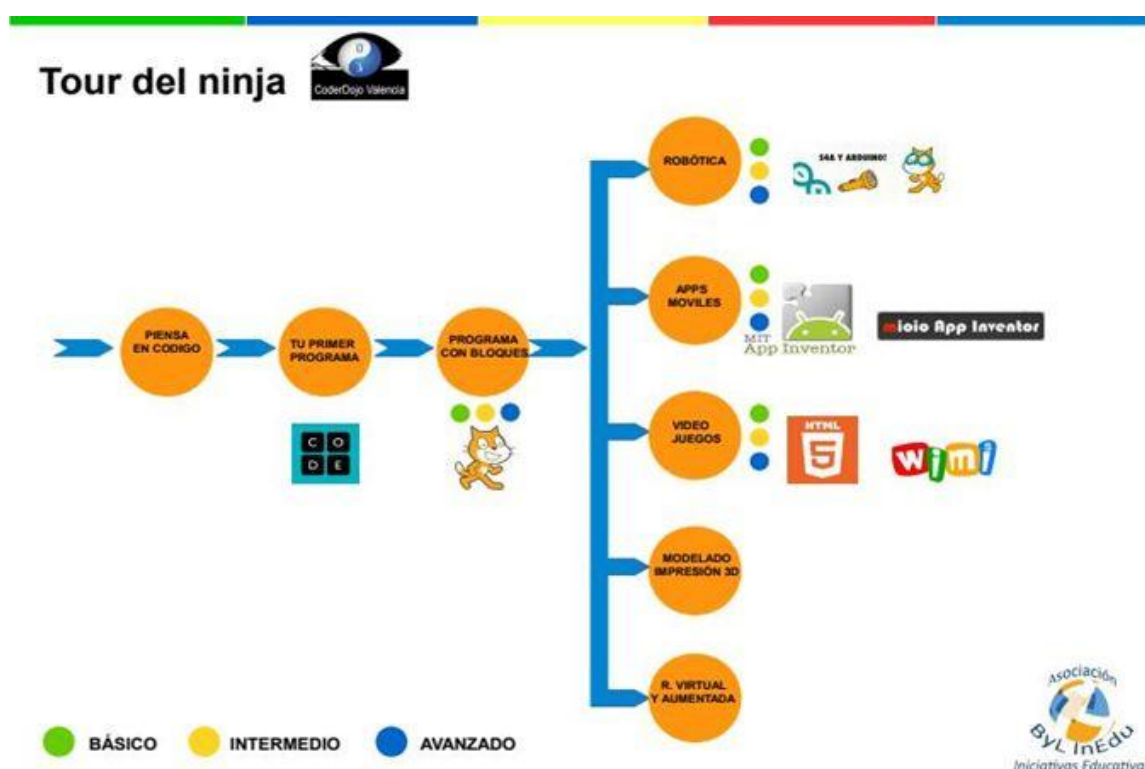 Tour del ninja
CoderDojo Valencia
PIENSA
EN CODIGO
TU PRIMER
PROGRAMA
CODE
PROGRAMA
CON BLOQUES
ROBÓTICA
S4A Y ARDUINO!
APPS
MOVILES
MIT
App Inventor
mioio App Inventor
VIDEO
JUEGOS
HTML
5
wimi
MODELADO
IMPRESIÓN 3D
R. VIRTUAL
Y AUMENTADA
BÁSICO
INTERMEDIO
AVANZADO
Asociación
ByL InEdu
Iniciativas Educativa